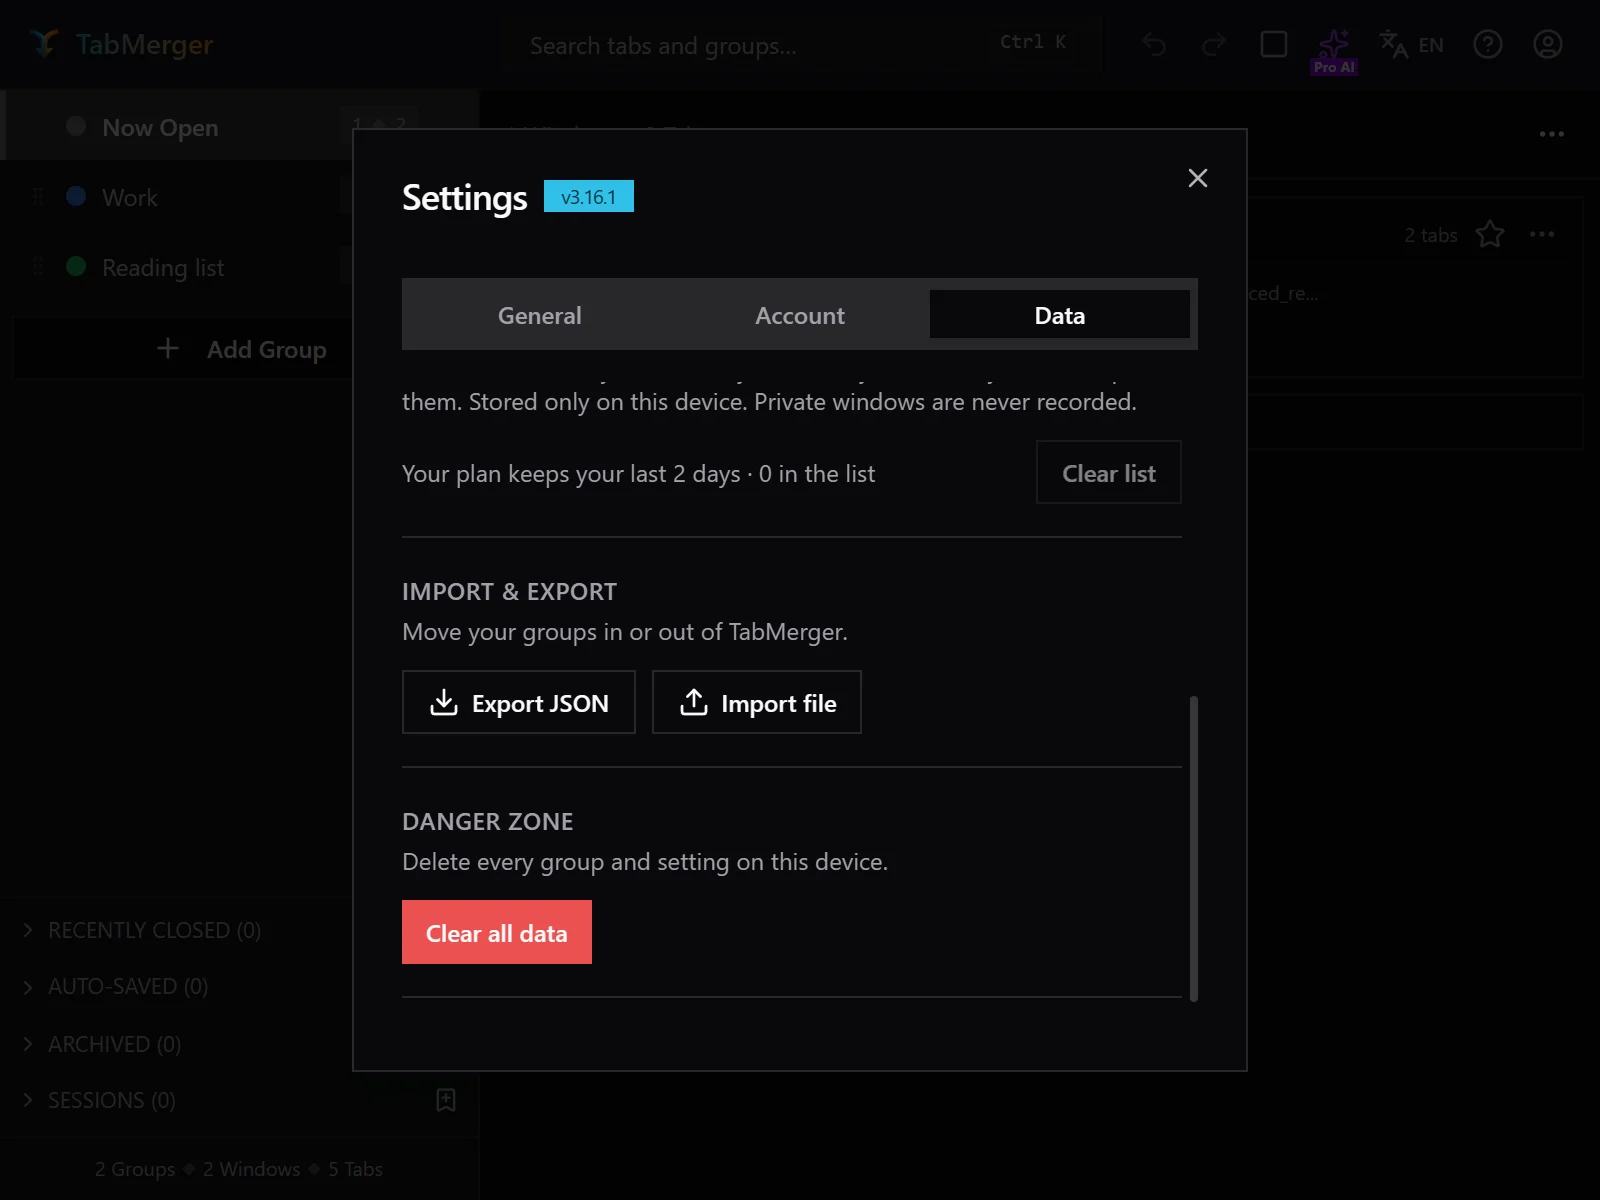 TabMerger
Search tabs and groups...
Ctrl K
Pro AI
EN
Now Open
1 2
Work
Reading list
Add Group
2 tabs
ced_re...
Settings
v3.16.1
General
Account
Data
them. Stored only on this device. Private windows are never recorded.
Your plan keeps your last 2 days · 0 in the list
Clear list
IMPORT & EXPORT
Move your groups in or out of TabMerger.
Export JSON
Import file
DANGER ZONE
Delete every group and setting on this device.
Clear all data
RECENTLY CLOSED (0)
AUTO-SAVED (0)
ARCHIVED (0)
SESSIONS (0)
2 Groups ◆ 2 Windows ◆ 5 Tabs